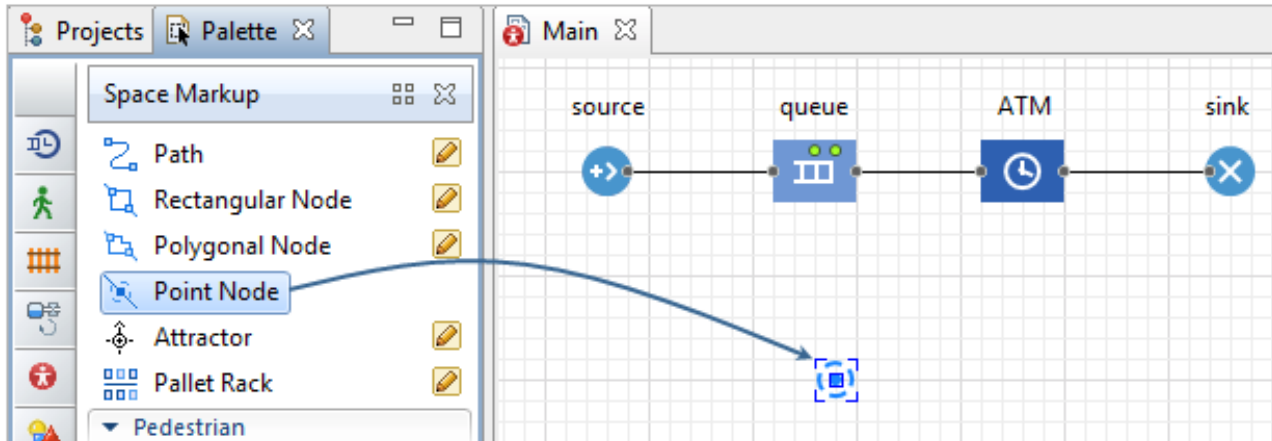 Projects Palette
Main
Space Markup
source queue ATM sink
Path
Rectangular Node
Polygonal Node
Point Node
Attractor
Pallet Rack
Pedestrian